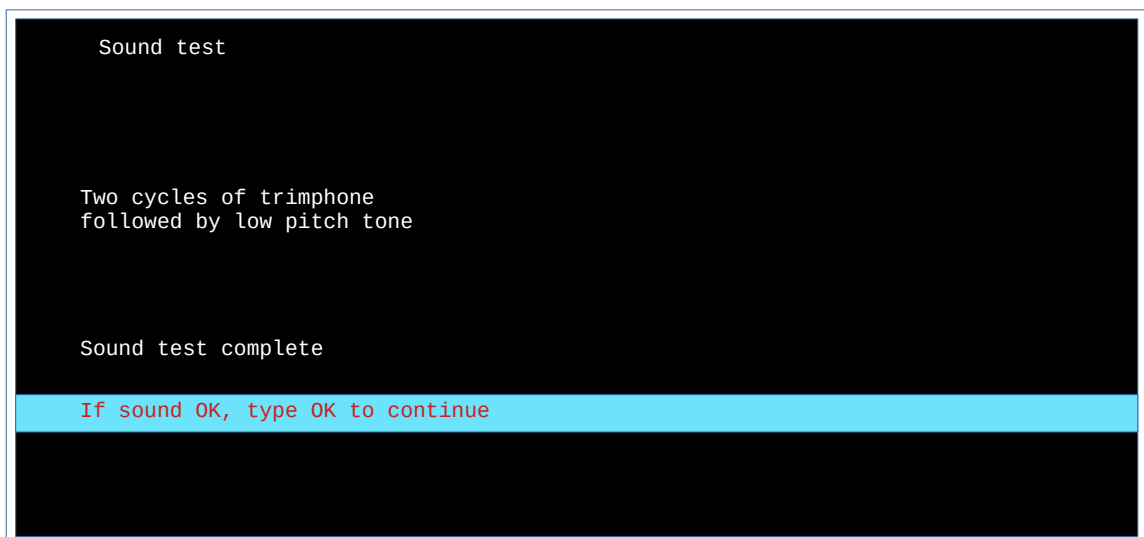 Sound test
Two cycles of trimphone
followed by low pitch tone
Sound test complete
If sound OK, type OK to continue